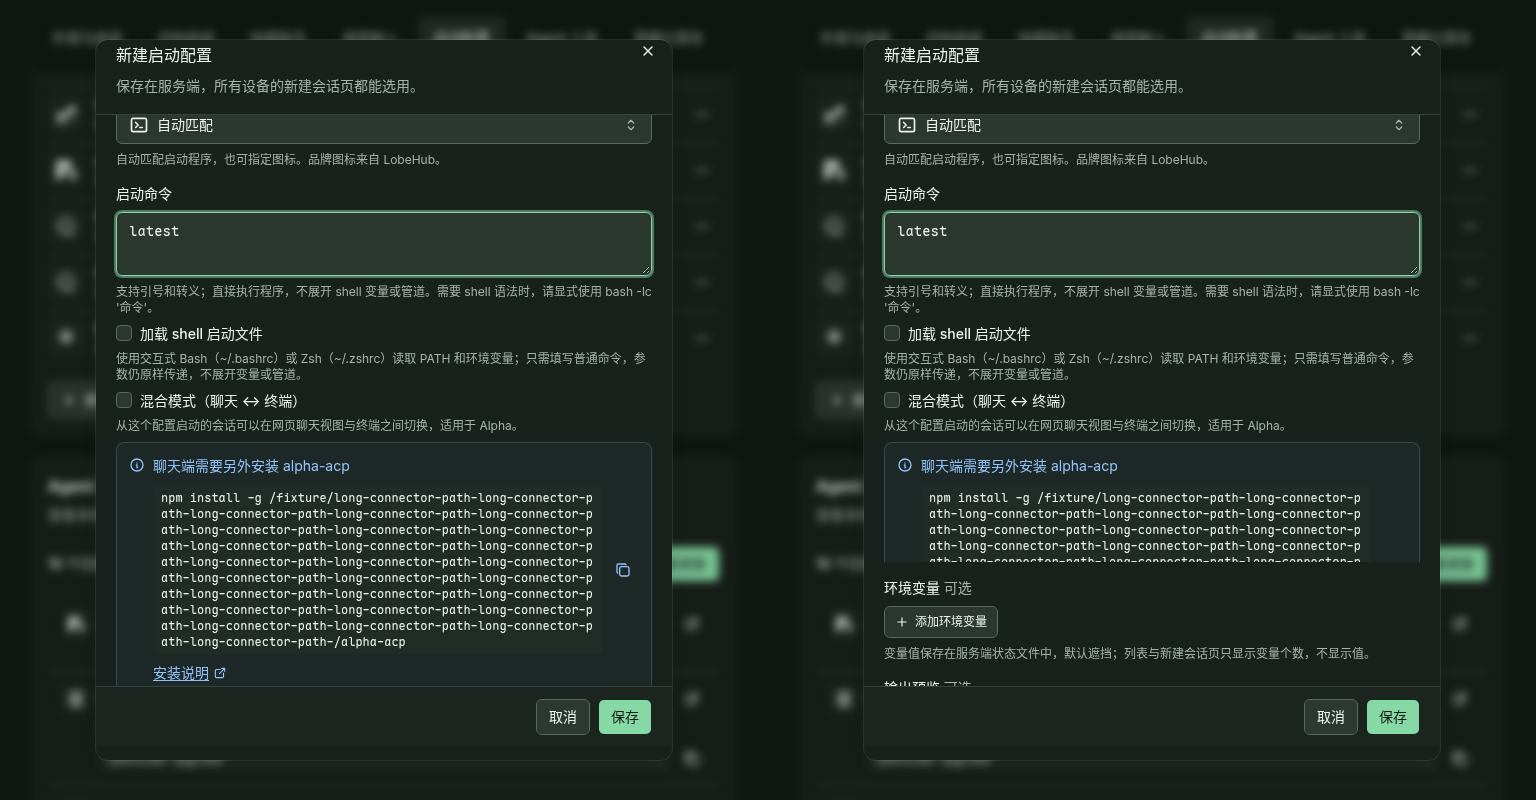 新建启动配置
保存在服务端，所有设备的新建会话页都能选用。
自动匹配
自动匹配启动程序，也可指定图标。品牌图标来自 LobeHub。
启动命令
latest
支持引号和转义；直接执行程序，不展开 shell 变量或管道。需要 shell 语法时，请显式使用 bash -lc
'命令'。
加载 shell 启动文件
使用交互式 Bash（~/.bashrc）或 Zsh（~/.zshrc）读取 PATH 和环境变量；只需填写普通命令，参
数仍原样传递，不展开变量或管道。
混合模式（聊天 ↔ 终端）
从这个配置启动的会话可以在网页聊天视图与终端之间切换，适用于 Alpha。
聊天端需要另外安装 alpha-acp
npm install -g /fixture/long-connector-path-long-connector-p
ath-long-connector-path-long-connector-path-long-connector-p
ath-long-connector-path-long-connector-path-long-connector-p
ath-long-connector-path-long-connector-path-long-connector-p
ath-long-connector-path-long-connector-path-long-connector-p
ath-long-connector-path-long-connector-path-long-connector-p
ath-long-connector-path-long-connector-path-long-connector-p
ath-long-connector-path-long-connector-path-long-connector-p
ath-long-connector-path-long-connector-path-long-connector-p
ath-long-connector-path-/alpha-acp
安装说明
取消
保存
新建启动配置
保存在服务端，所有设备的新建会话页都能选用。
自动匹配
自动匹配启动程序，也可指定图标。品牌图标来自 LobeHub。
启动命令
latest
支持引号和转义；直接执行程序，不展开 shell 变量或管道。需要 shell 语法时，请显式使用 bash -lc
'命令'。
加载 shell 启动文件
使用交互式 Bash（~/.bashrc）或 Zsh（~/.zshrc）读取 PATH 和环境变量；只需填写普通命令，参
数仍原样传递，不展开变量或管道。
混合模式（聊天 ↔ 终端）
从这个配置启动的会话可以在网页聊天视图与终端之间切换，适用于 Alpha。
聊天端需要另外安装 alpha-acp
npm install -g /fixture/long-connector-path-long-connector-p
ath-long-connector-path-long-connector-path-long-connector-p
ath-long-connector-path-long-connector-path-long-connector-p
ath-long-connector-path-long-connector-path-long-connector-p
ath-long-connector-path-long-connector-path-long-connector-p
环境变量 可选
添加环境变量
变量值保存在服务端状态文件中，默认遮挡；列表与新建会话页只显示变量个数，不显示值。
输出预览 可选
取消
保存